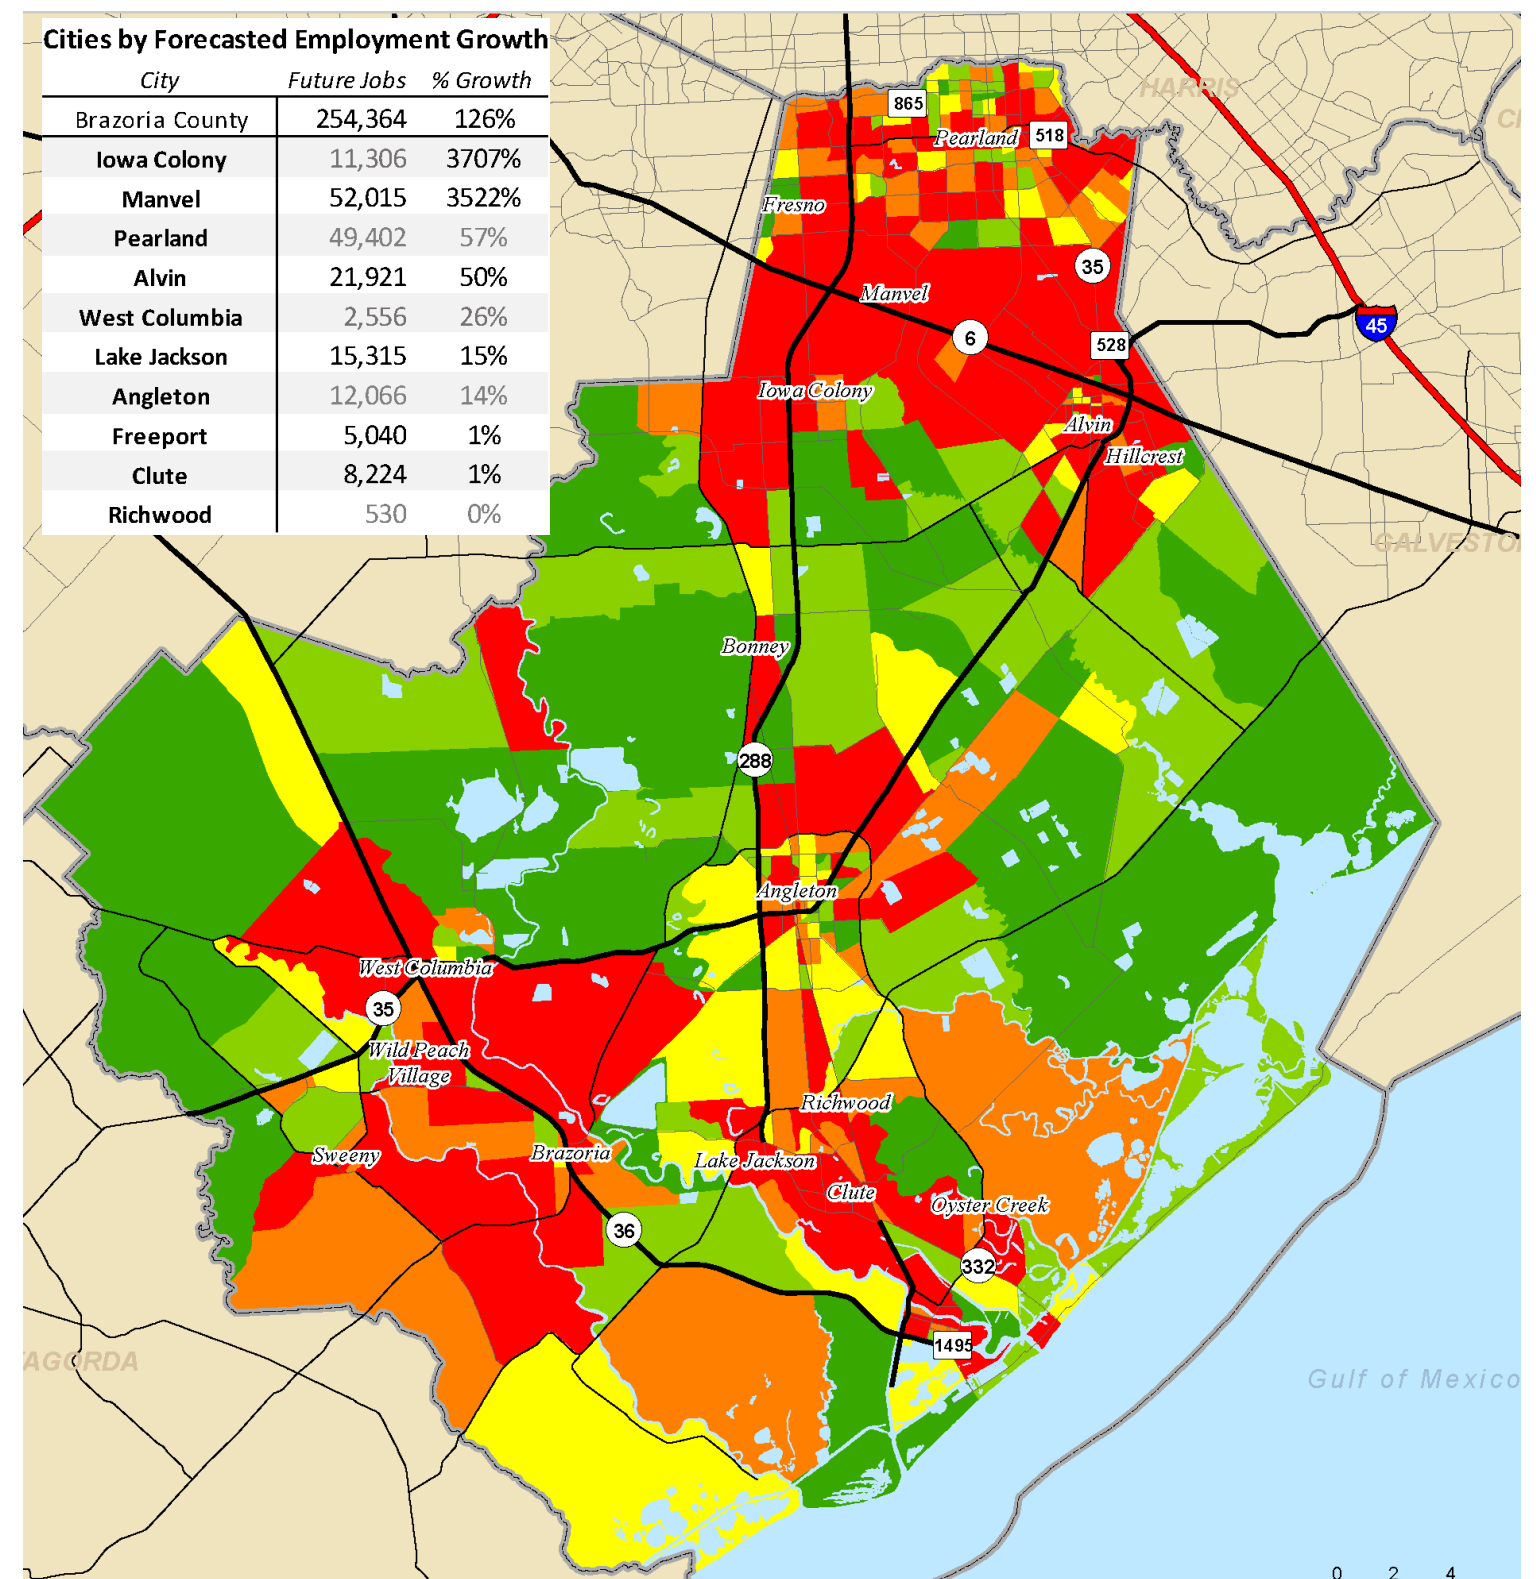 Cities by Forecasted Employment Growth
City Future Jobs % Growth
Brazoria County 254,364 126%
Iowa Colony 11,306 3707%
Manvel 52,015 3522%
Pearland 49,402 57%
Alvin 21,921 50%
West Columbia 2,556 26%
Lake Jackson 15,315 15%
Angleton 12,066 14%
Freeport 5,040 1%
Clute 8,224 1%
Richwood 530 0%
HARRIS
865
Pearland
518
Fresno
35
Manvel
6
528
45
Iowa Colony
Alvin
Hillcrest
Bonney
288
Angleton
West Columbia
35
Wild Peach
Village
Richwood
Sweeny
Brazoria
Lake Jackson
Clute
Oyster Creek
36
332
1495
AGORDA
Gulf of Mexico
0 2 4